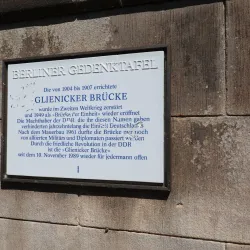 BERLINER GEDENKTAFEL
Die von 1904 bis 1907 errichtete
GLIENICKER BRÜCKE
wurde im Zweiten Weltkrieg zerstört
und 1949 als »Brücke der Einheit« wieder eröffnet
Die Machthaber der DDR, die ihr diesen Namen gaben
verhinderten jahrzehntelang die Einheit Deutschlands
Nach dem Mauerbau 1961 durfte die Brücke nur noch
von alliierten Militärs und Diplomaten passiert werden
Durch die friedliche Revolution in der DDR
ist die »Glienicker Brücke«
seit dem 10. November 1989 wieder für jedermann offen